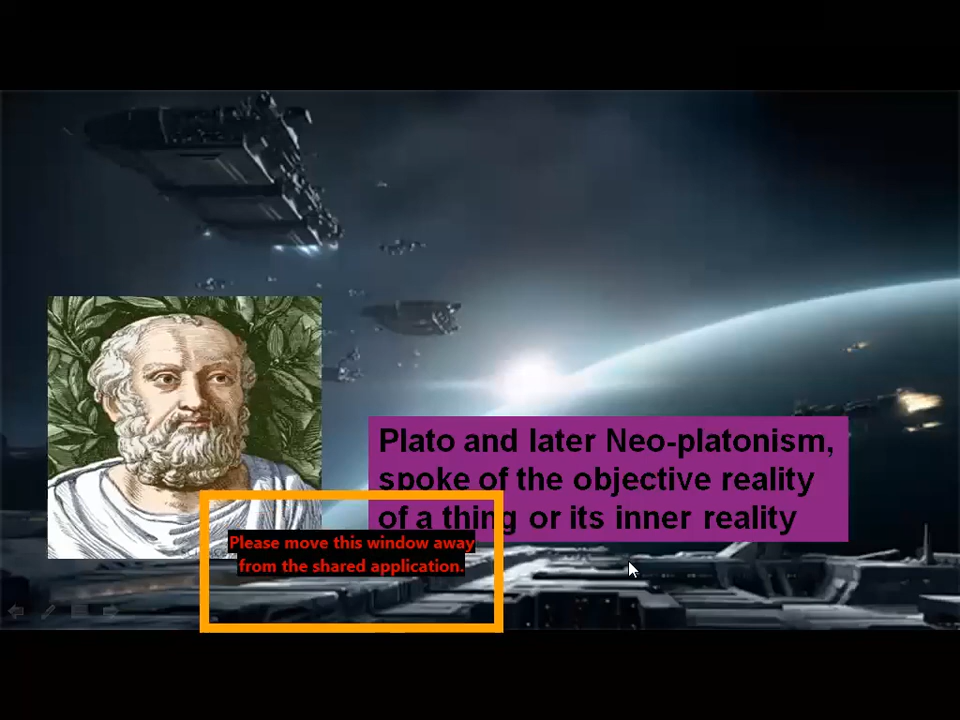 Plato and later Neo-platonism,
spoke of the objective reality
of a thing or its inner reality
Please move this window away
from the shared application.